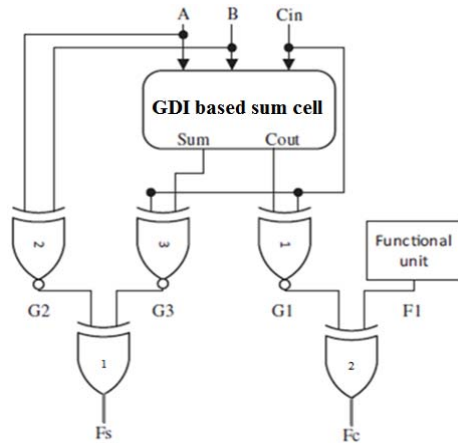 A B Cin
GDI based sum cell
Sum Cout
2 3 1
Functional
unit
G2 G3 G1 F1
1 2
Fs Fc